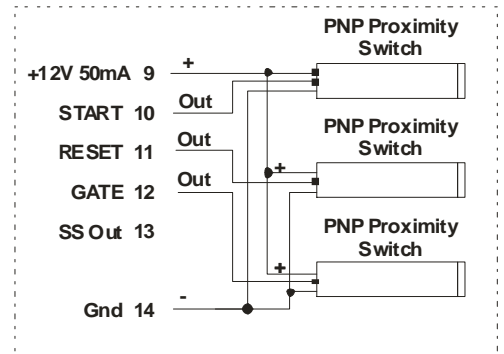 PNP Proximity
Switch
+
+12V 50mA 9
Out
START 10
Out
RESET 11
Out
GATE 12
PNP Proximity
Switch
+
SS Out 13
PNP Proximity
Switch
+
-
Gnd 14